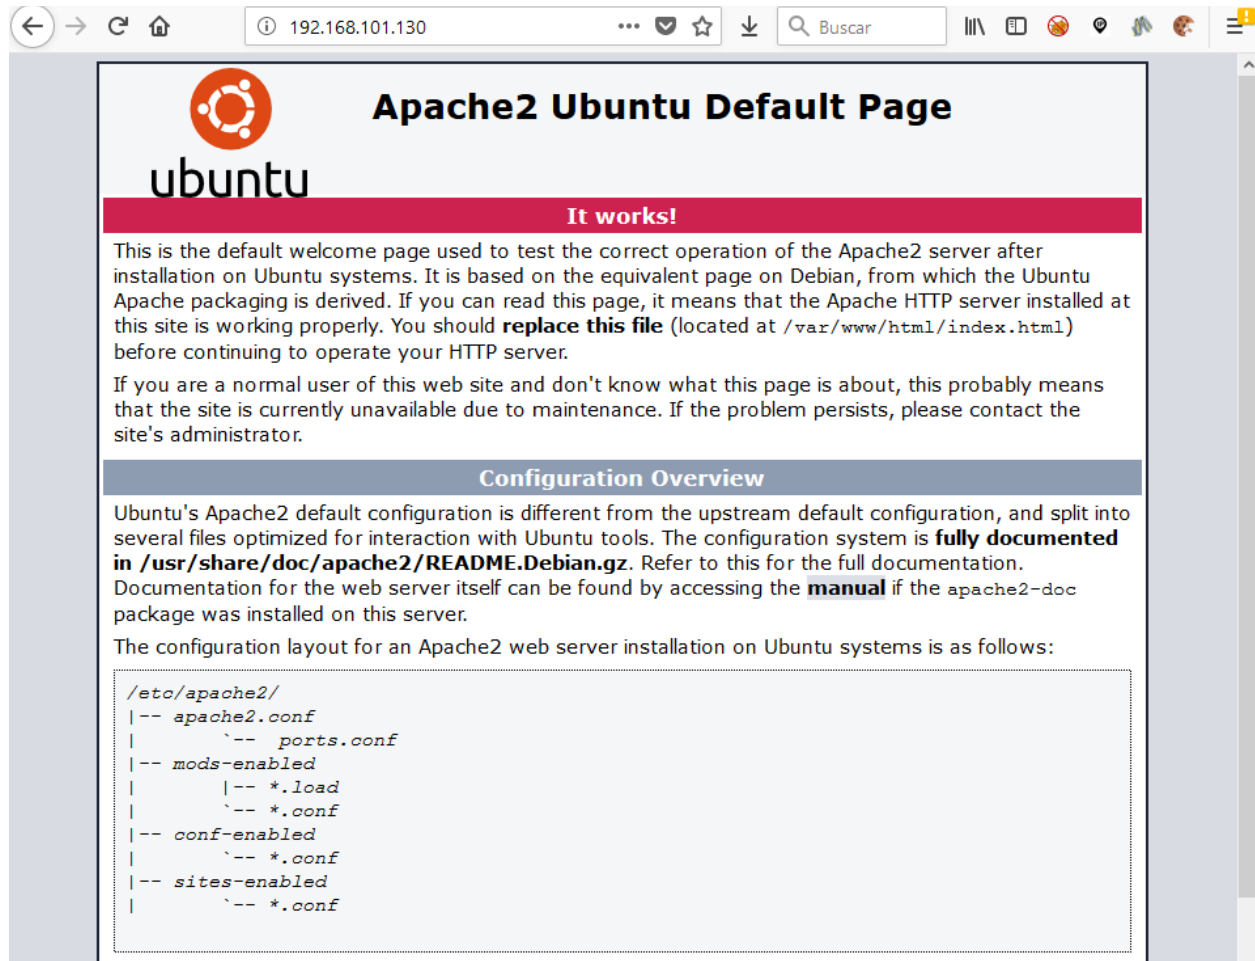 192.168.101.130
Buscar
ubuntu
Apache2 Ubuntu Default Page
It works!
This is the default welcome page used to test the correct operation of the Apache2 server after
installation on Ubuntu systems. It is based on the equivalent page on Debian, from which the Ubuntu
Apache packaging is derived. If you can read this page, it means that the Apache HTTP server installed at
this site is working properly. You should replace this file (located at /var/www/html/index.html)
before continuing to operate your HTTP server.
If you are a normal user of this web site and don't know what this page is about, this probably means
that the site is currently unavailable due to maintenance. If the problem persists, please contact the
site's administrator.
Configuration Overview
Ubuntu's Apache2 default configuration is different from the upstream default configuration, and split into
several files optimized for interaction with Ubuntu tools. The configuration system is fully documented
in /usr/share/doc/apache2/README.Debian.gz. Refer to this for the full documentation.
Documentation for the web server itself can be found by accessing the manual if the apache2-doc
package was installed on this server.
The configuration layout for an Apache2 web server installation on Ubuntu systems is as follows:
/etc/apache2/
|-- apache2.conf
|       `--  ports.conf
|-- mods-enabled
|       |-- *.load
|       `-- *.conf
|-- conf-enabled
|       `-- *.conf
|-- sites-enabled
|       `-- *.conf